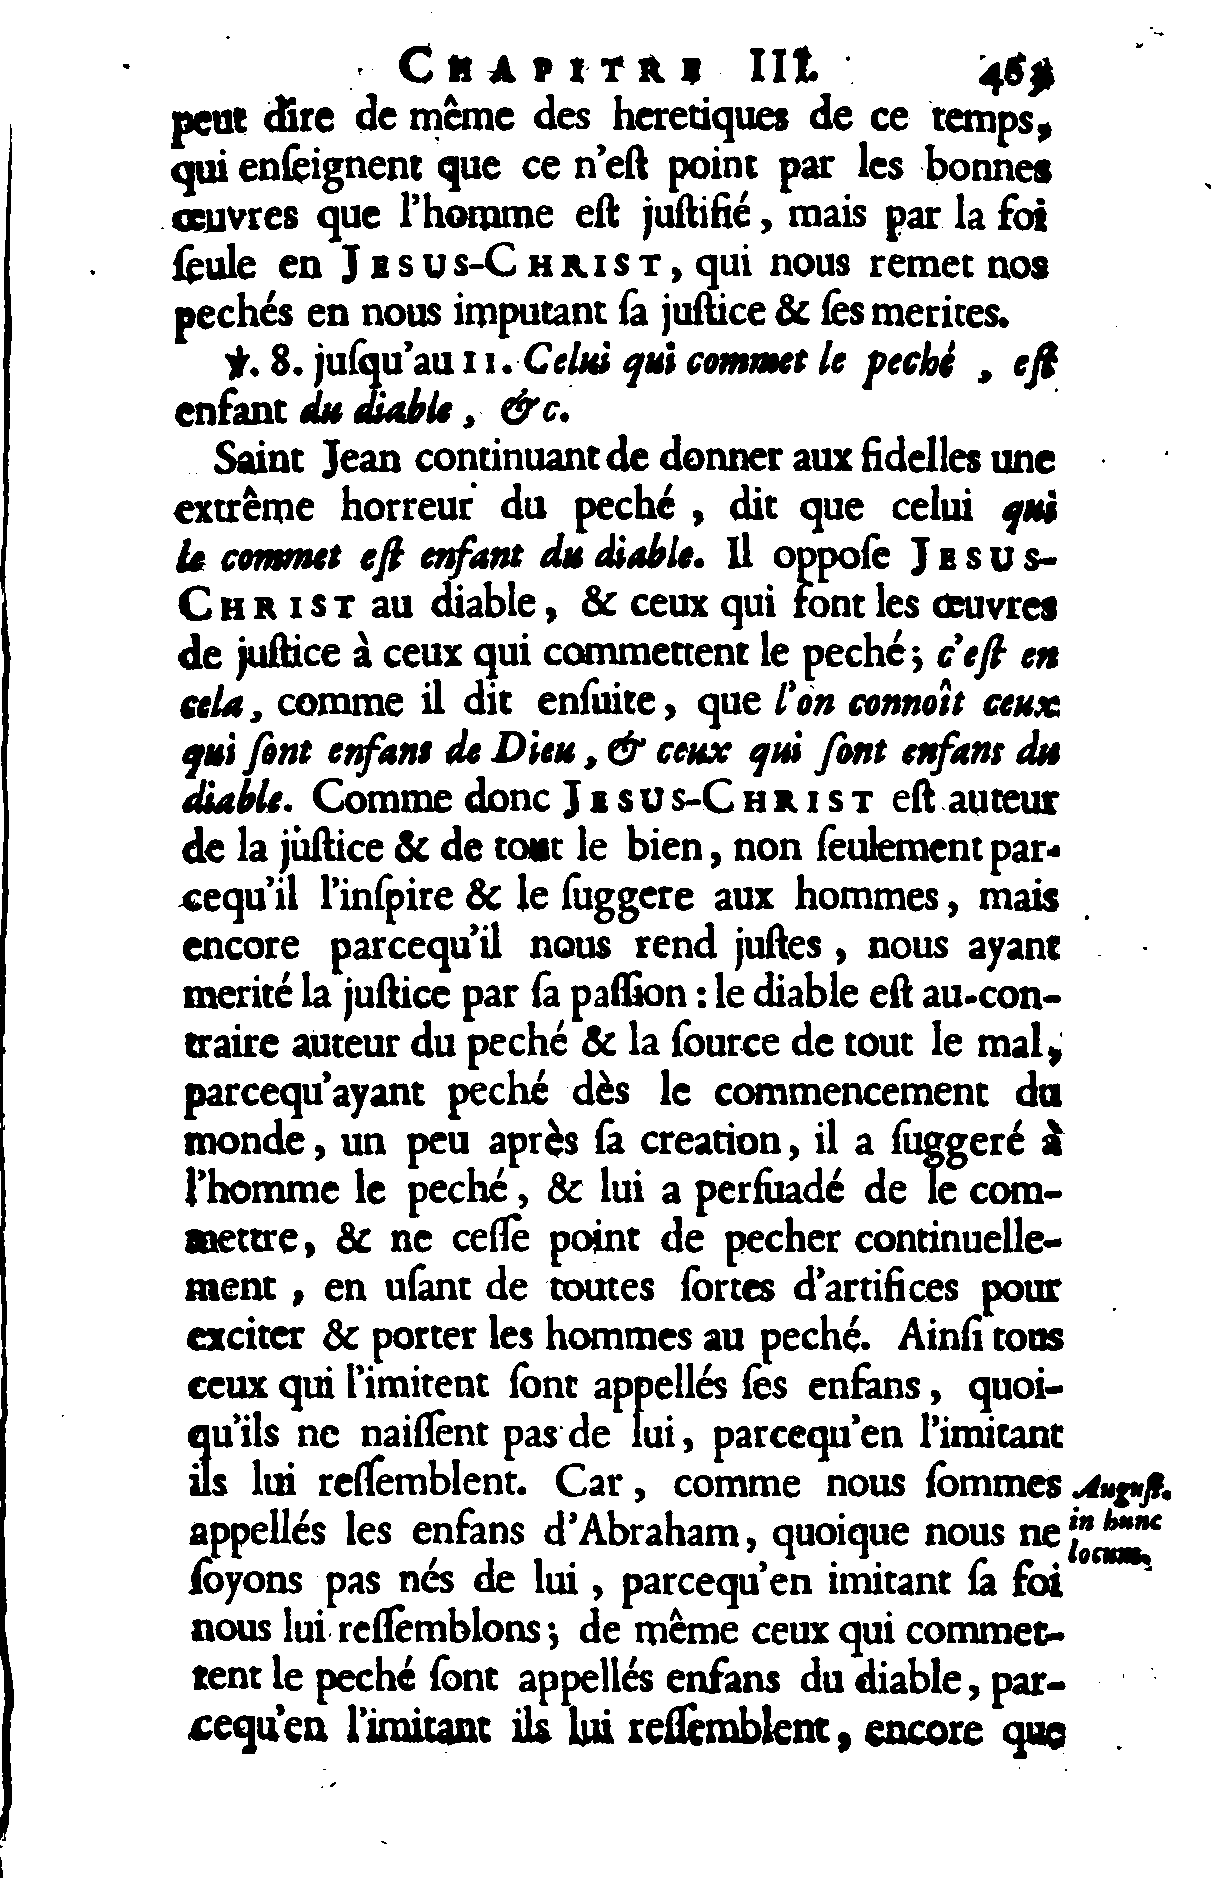 CHAPITRE III.
peut dire de même des heretiques de ce temps,
qui enſeignent que ce n'eſt point par les bonnes
œuvres que l'homme eſt juſtifié, mais par la foi
ſeule en JESUS-CHRIST, qui nous remet nos
pechés en nous imputant ſa juſtice & ſes merites.
℣. 8. juſqu'au 11. Celui qui commet le peché, eſt
enfant du diable, &c.
Saint Jean continuant de donner aux fidelles une
extrême horreur du peché, dit que celui qui
le commet eſt enfant du diable. Il oppoſe JESUS-
CHRIST au diable, & ceux qui font les œuvres
de juſtice à ceux qui commettent le peché; c'eſt en
cela, comme il dit enſuite, que l'on connoît ceux
qui ſont enfans de Dieu, & ceux qui ſont enfans du
diable. Comme donc JESUS-CHRIST eſt auteur
de la juſtice & de tout le bien, non ſeulement par-
cequ'il l'inſpire & le ſuggere aux hommes, mais
encore parcequ'il nous rend juſtes, nous ayant
merité la juſtice par ſa paſſion : le diable eſt au-con-
traire auteur du peché & la ſource de tout le mal,
parcequ'ayant peché dès le commencement du
monde, un peu après ſa creation, il a ſuggeré à
l'homme le peché, & lui a perſuadé de le com-
mettre, & ne ceſſe point de pecher continuelle-
ment, en uſant de toutes ſortes d'artifices pour
exciter & porter les hommes au peché. Ainſi tous
ceux qui l'imitent ſont appellés ſes enfans, quoi-
qu'ils ne naiſſent pas de lui, parcequ'en l'imitant
ils lui reſſemblent. Car, comme nous ſommes
appellés les enfans d'Abraham, quoique nous ne
ſoyons pas nés de lui, parcequ'en imitant ſa foi
nous lui reſſemblons; de même ceux qui commet-
tent le peché ſont appellés enfans du diable, par-
cequ'en l'imitant ils lui reſſemblent, encore que
Auguſt.
in hunc
locum.